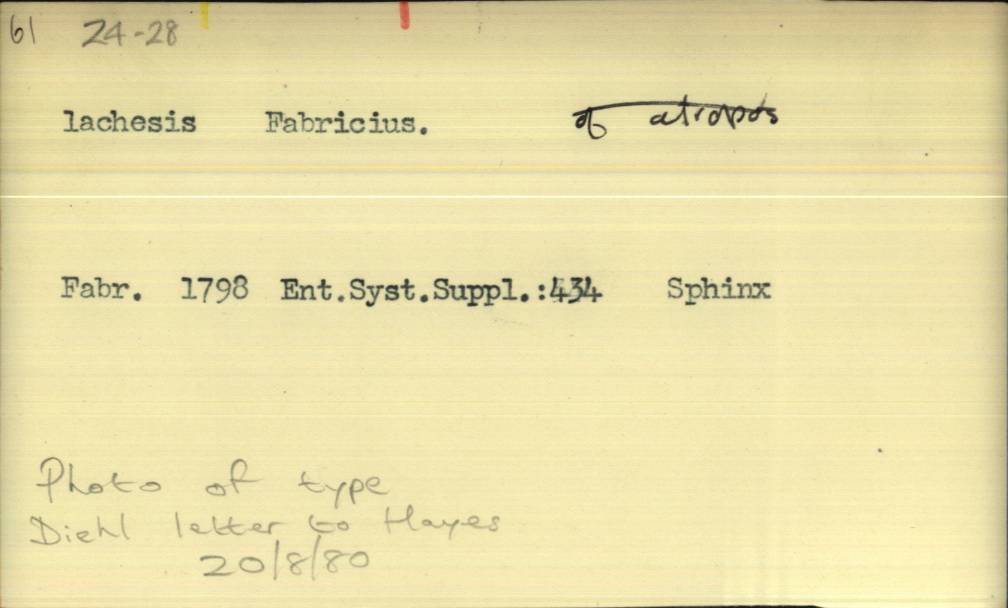 61 24-28
lachesis Fabricius. of atropos
Fabr. 1798 Ent.Syst.Suppl.:434 Sphinx
Photo of type
Diehl letter to Hayes
20/8/80